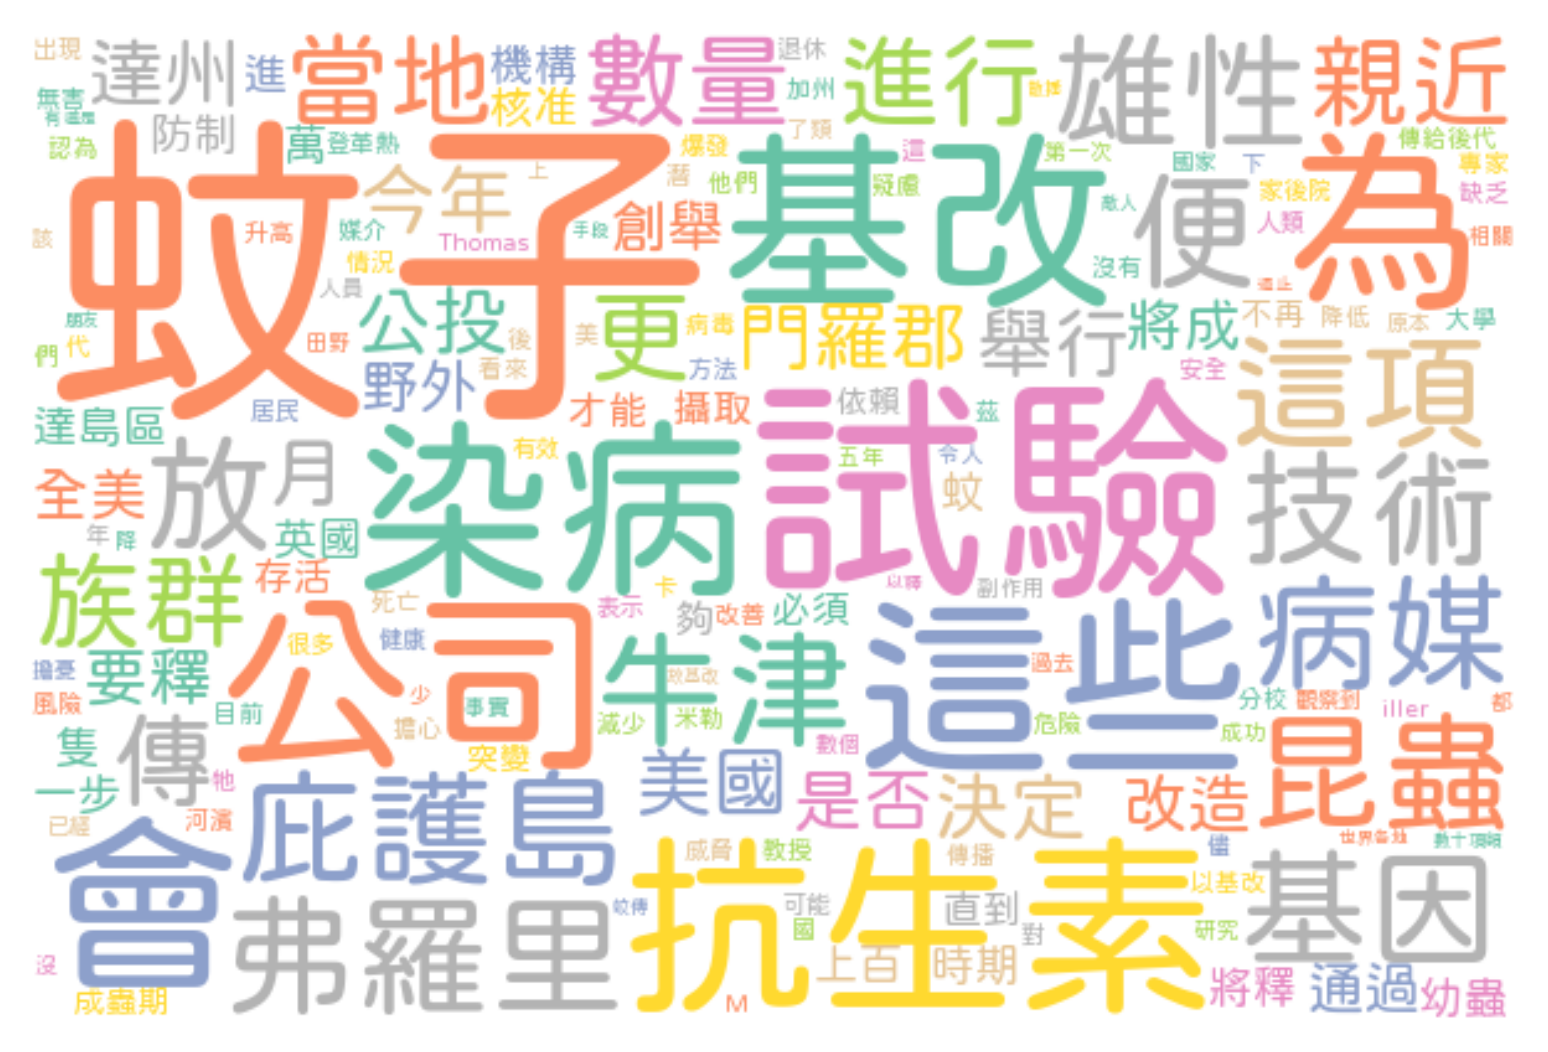 出現
達州
進
當地
機構
核准
數量
退休
加州
進行
敢播
雄性
親近
無害
防制
認為
萬
登革熱
爆發
了類
這
第一次
國家
下
傳給後代
專家
蚊子
今年
上
潛
他們
基改
疑慮
敵人
便
家後院
人類
為
缺乏
相關
該
升高
媒介
Thomas
手段
創舉
情況
人員
沒有
朋友
們
代
田野
公投
後
看來
美
更
病毒
方法
門羅郡
舉行
將成
不再
降低
原本
大學
安全
達島區
居民
野外
才能
攝取
依賴
茲
這項
全美
放
月
染病
有效
試驗
五年
令人
蚊
技術
年
降
英國
族群
存活
死亡
卡
表示
夠
改善
必須
副作用
擔憂
要釋
很多
健康
公司
牛津
這些
病媒
風險
目前
少
事實
擔心
減少
米勒
過去
危險
分校
觀察到
iller
都
隻
傳
牠
突變
數個
成功
昆蟲
一步
河濱
庇護島
美國
是否
決定
改造
已經
會
威脅
教授
傳播
儘
世界各地
弗羅里
蚊傳
抗生素
可能
國
直到
對
以基改
研究
基因
沒
成蟲期
M
上百
時期
將釋
通過
幼蟲